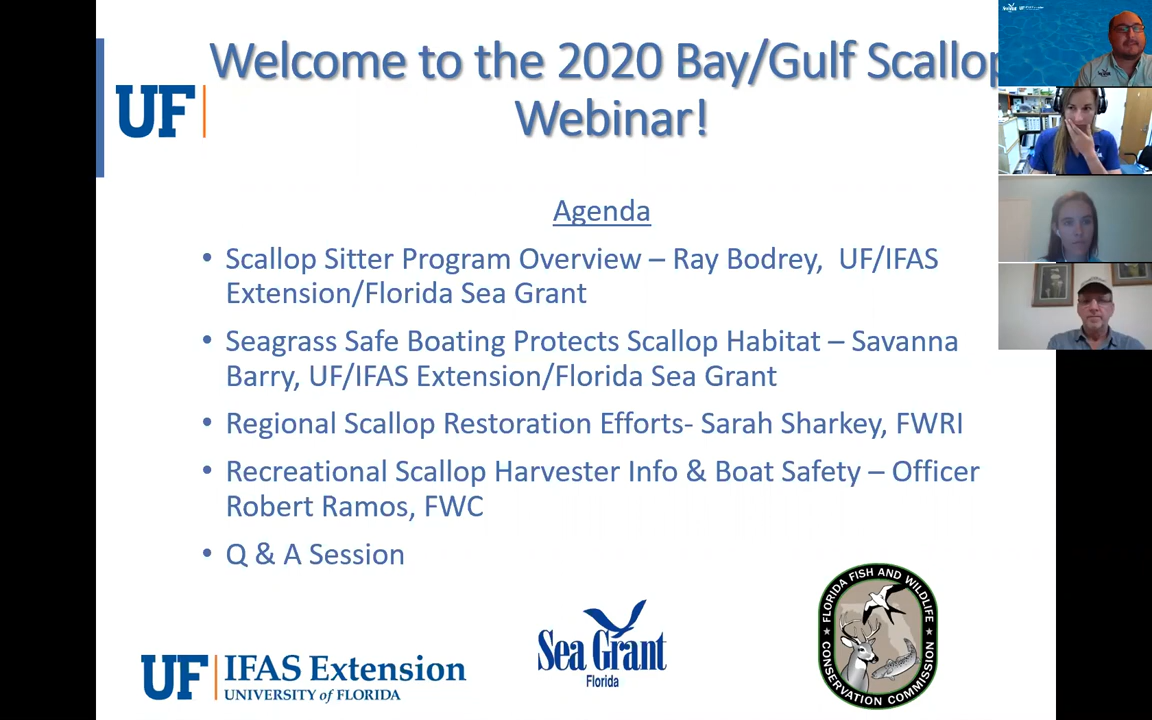 Welcome to the 2020 Bay/Gulf Scallop
Webinar!
UF
Agenda
• Scallop Sitter Program Overview – Ray Bodrey, UF/IFAS
Extension/Florida Sea Grant
• Seagrass Safe Boating Protects Scallop Habitat – Savanna
Barry, UF/IFAS Extension/Florida Sea Grant
• Regional Scallop Restoration Efforts- Sarah Sharkey, FWRI
• Recreational Scallop Harvester Info & Boat Safety – Officer
Robert Ramos, FWC
• Q & A Session
UF IFAS Extension
UNIVERSITY of FLORIDA
Sea Grant
Florida
FLORIDA FISH AND WILDLIFE
CONSERVATION COMMISSION